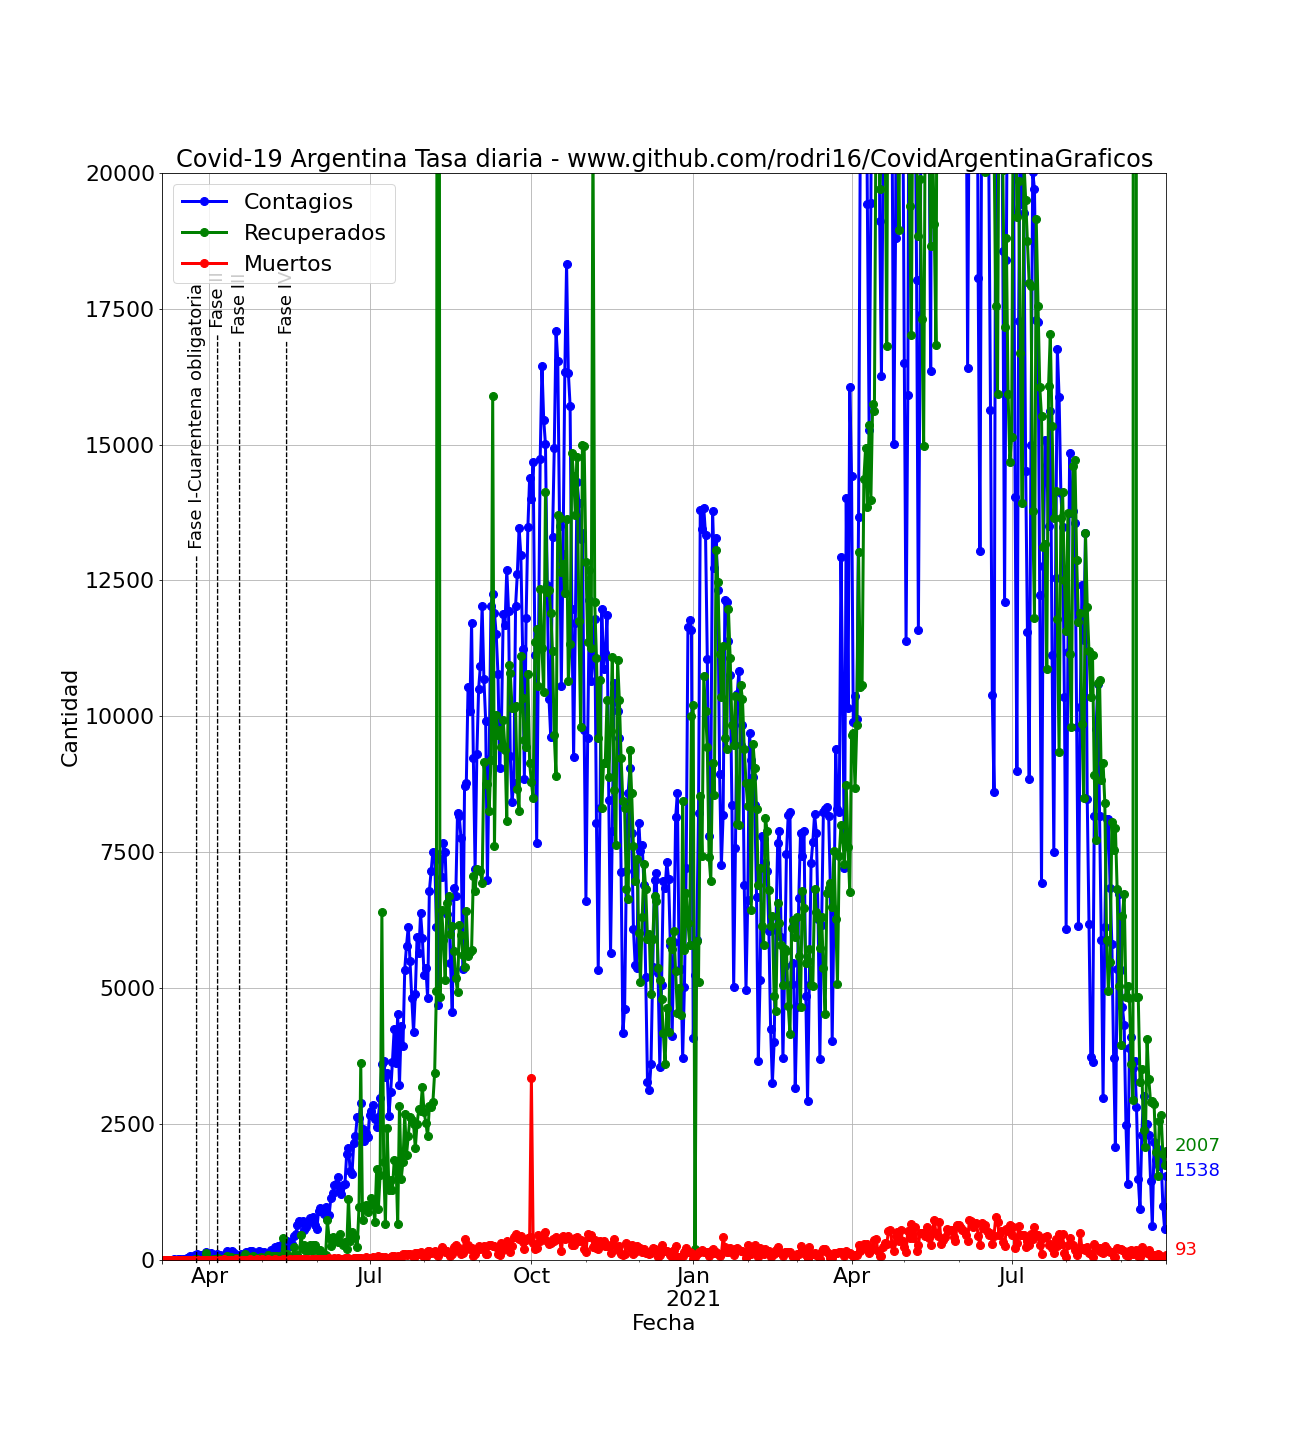 Covid-19 Argentina Tasa diaria - www.github.com/rodri16/CovidArgentinaGraficos
20000
17500
15000
12500
10000
7500
5000
2500
0
Cantidad
Contagios
Recuperados
Muertos
Fase I-Cuarentena obligatoria
Fase II
Fase III
Fase IV
2007
1538
93
Apr
Jul
Oct
Jan
2021
Apr
Jul
Fecha